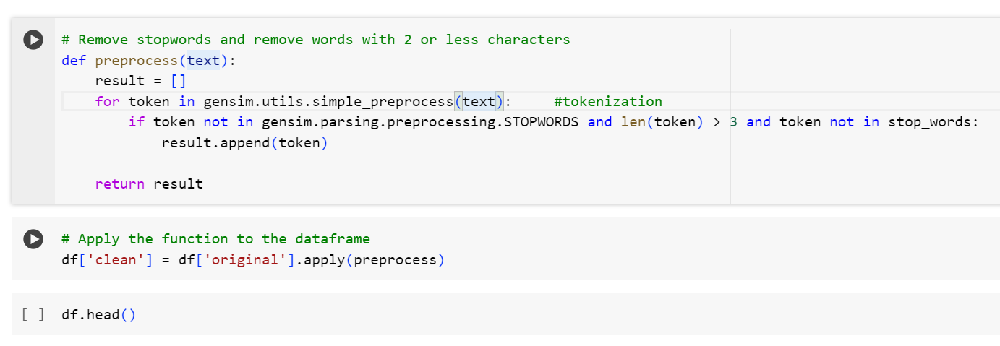 # Remove stopwords and remove words with 2 or less characters
def preprocess(text):
    result = []
    for token in gensim.utils.simple_preprocess(text):     #tokenization
        if token not in gensim.parsing.preprocessing.STOPWORDS and len(token) > 3 and token not in stop_words:
            result.append(token)
    return result
# Apply the function to the dataframe
df['clean'] = df['original'].apply(preprocess)
[ ] df.head()